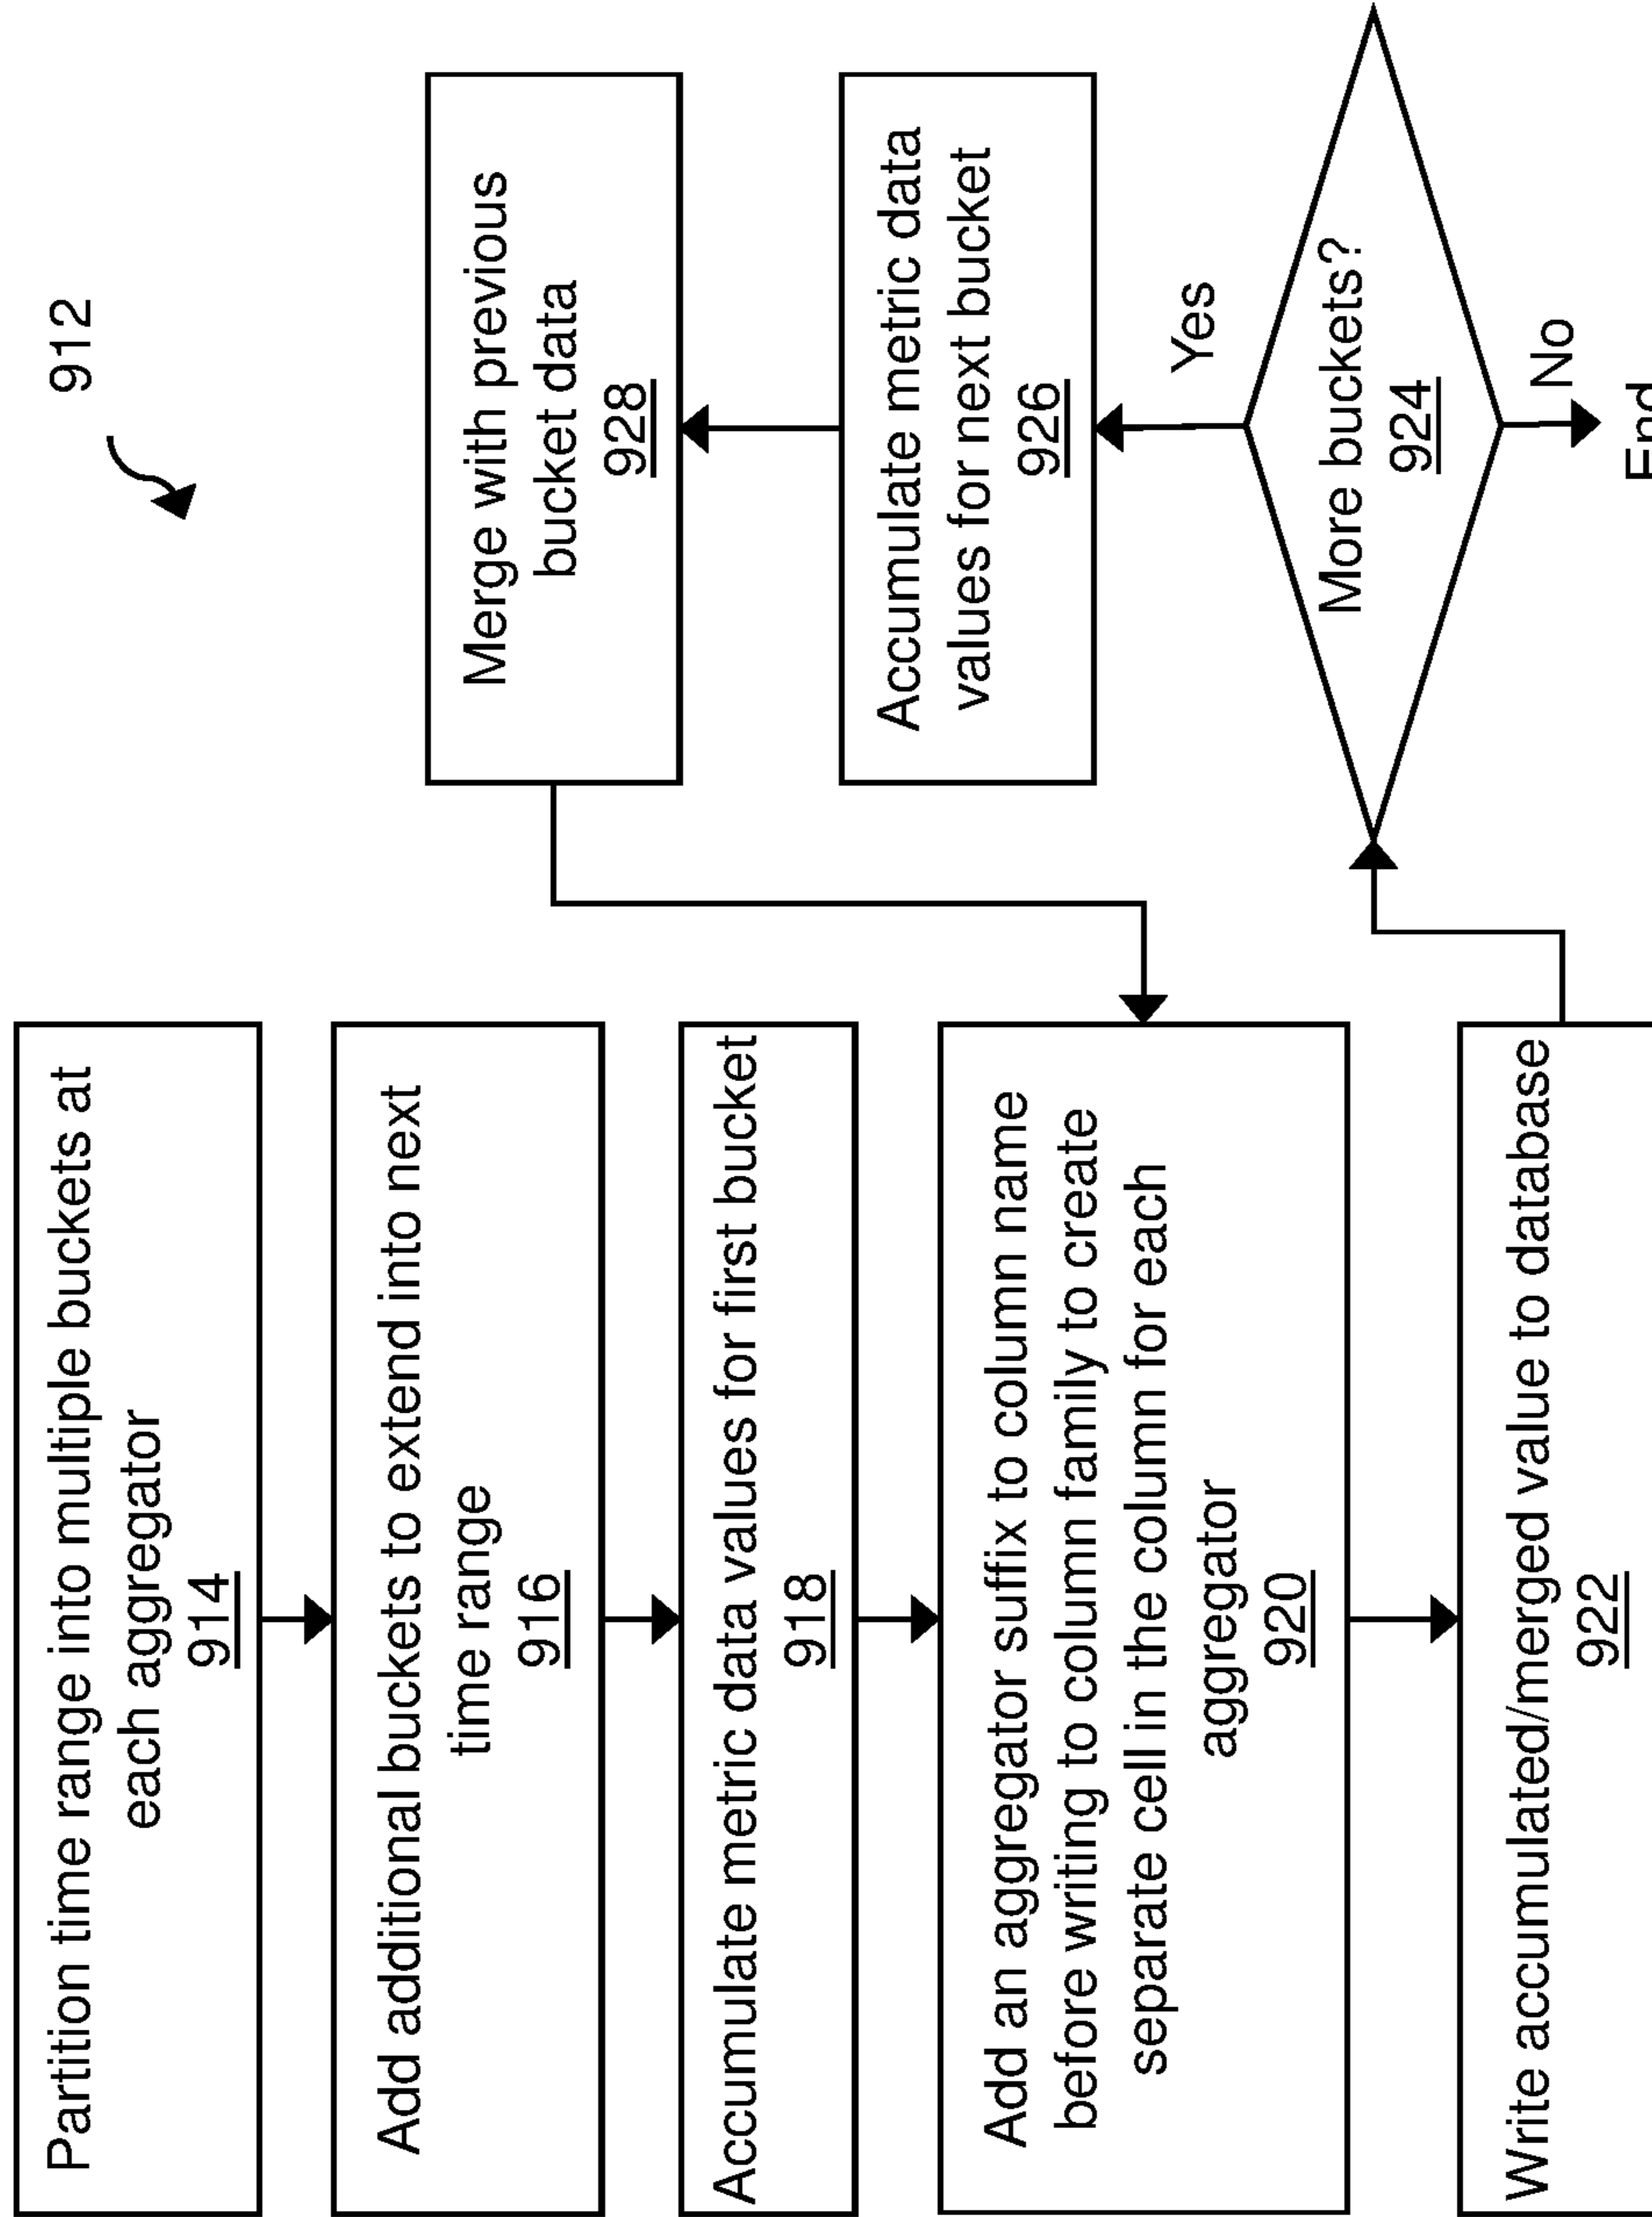 912
Partition time range into multiple buckets at
each aggregator
914
Add additional buckets to extend into next
time range
916
Accumulate metric data values for first bucket
918
Add an aggregator suffix to column name
before writing to column family to create
separate cell in the column for each
aggregator
920
Write accumulated/merged value to database
922
Merge with previous
bucket data
928
Accumulate metric data
values for next bucket
926
Yes
More buckets?
924
No
End